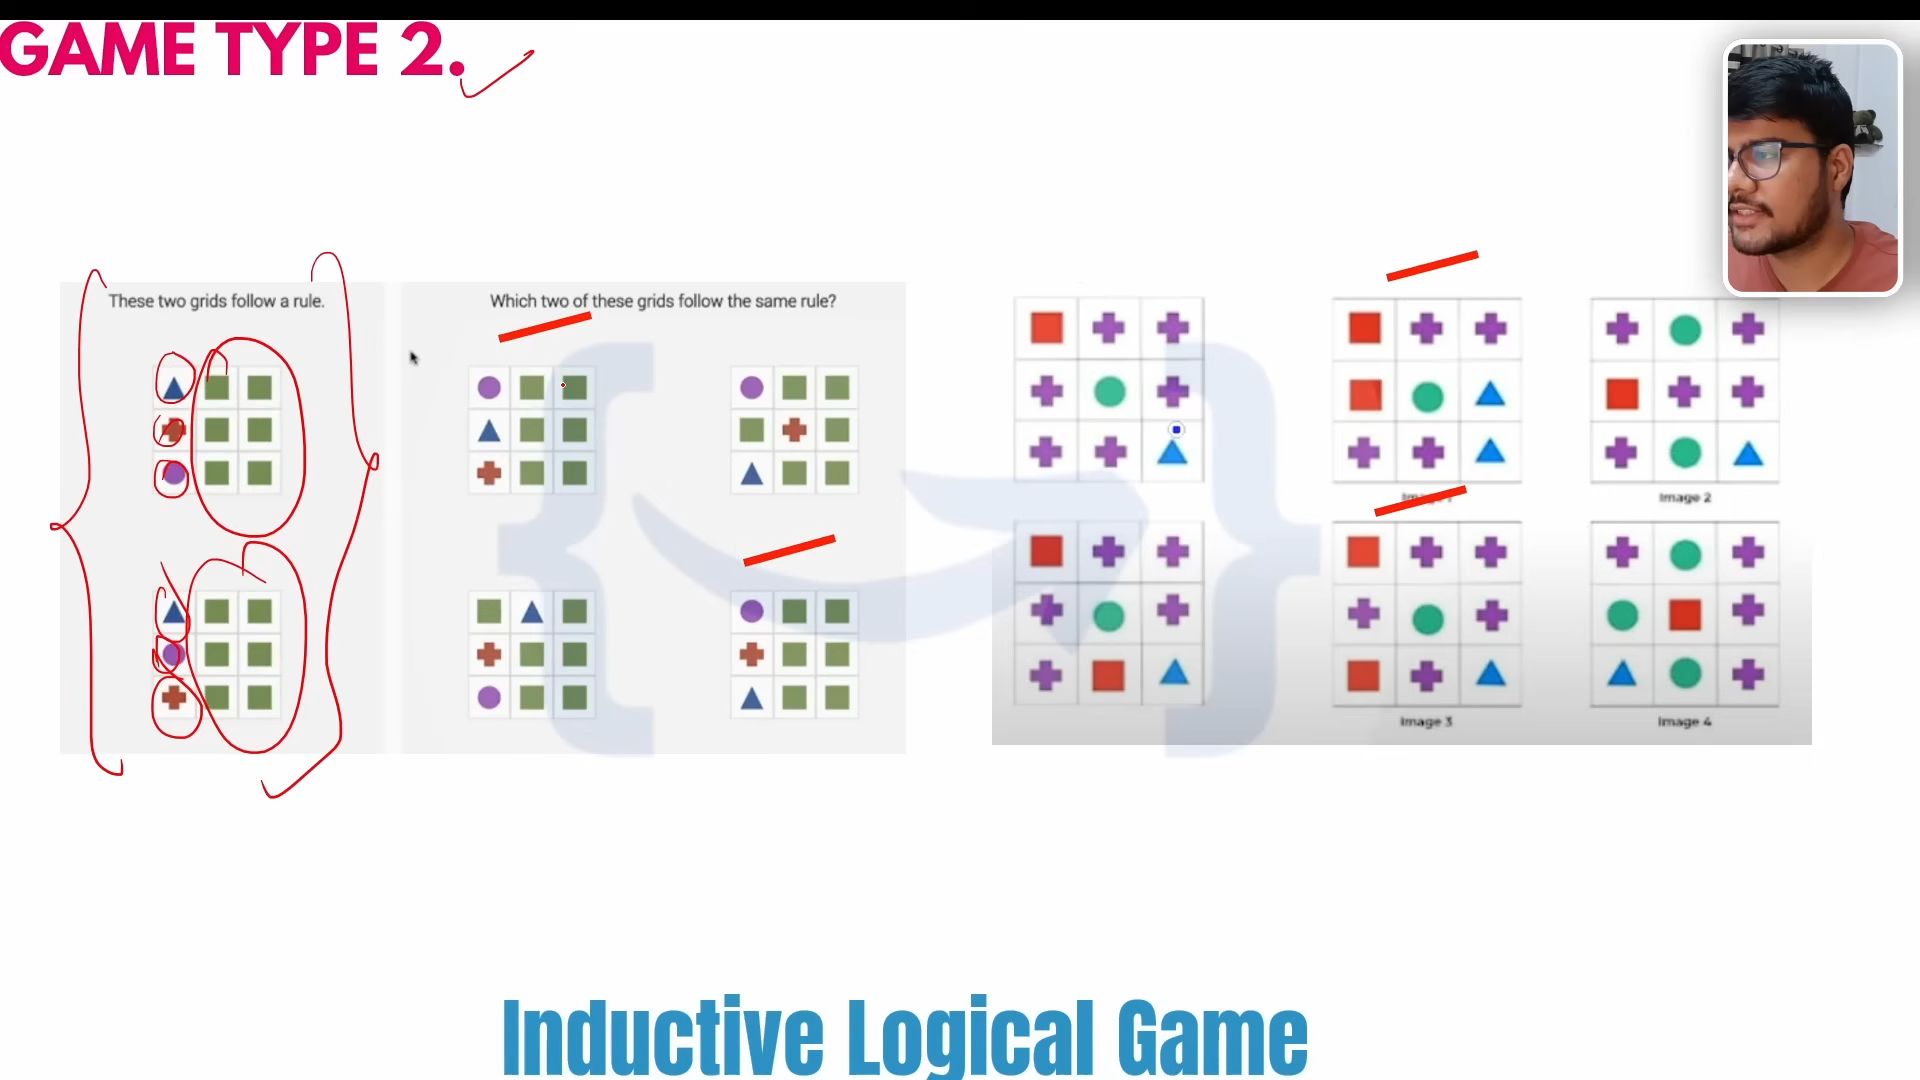 GAME TYPE 2.
These two grids follow a rule.
Which two of these grids follow the same rule?
Image 2
Image 3
Image 4
Inductive Logical Game